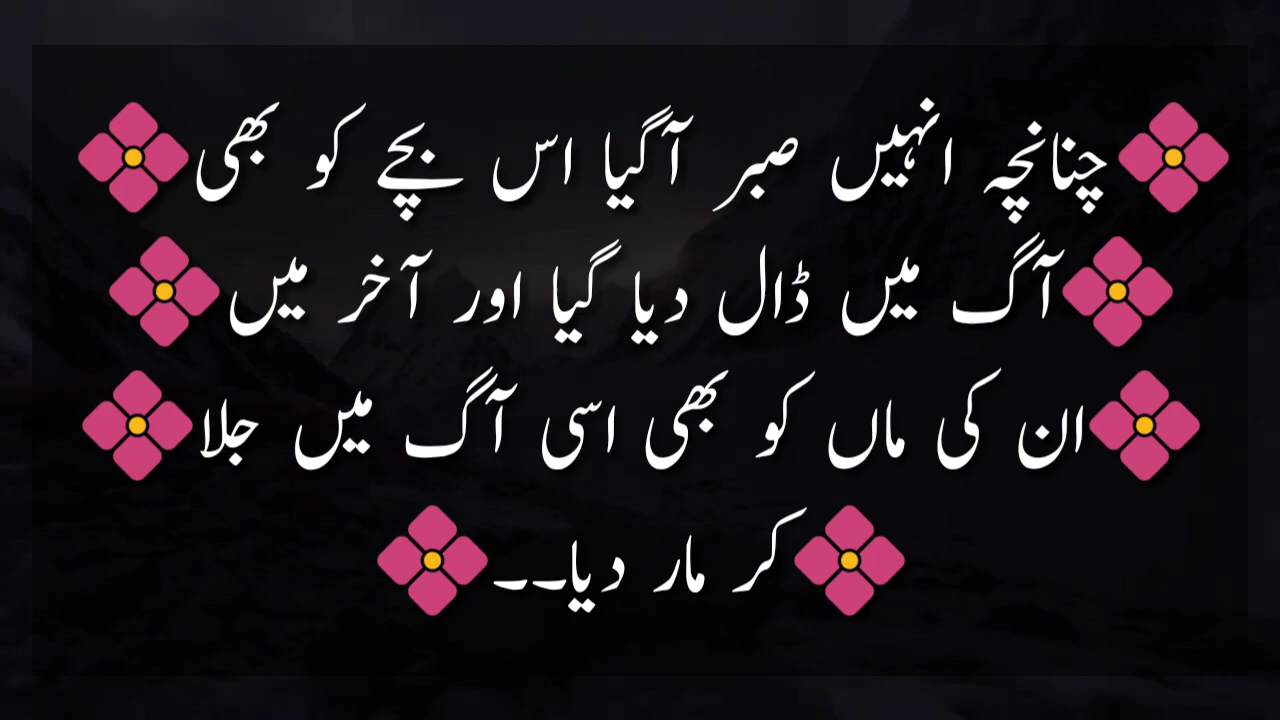 چنانچہ انہیں صبر آگیا اس بچے کو بھی
آگ میں ڈال دیا گیا اور آخر میں
ان کی ماں کو بھی اسی آگ میں جلا
کر مار دیا۔۔